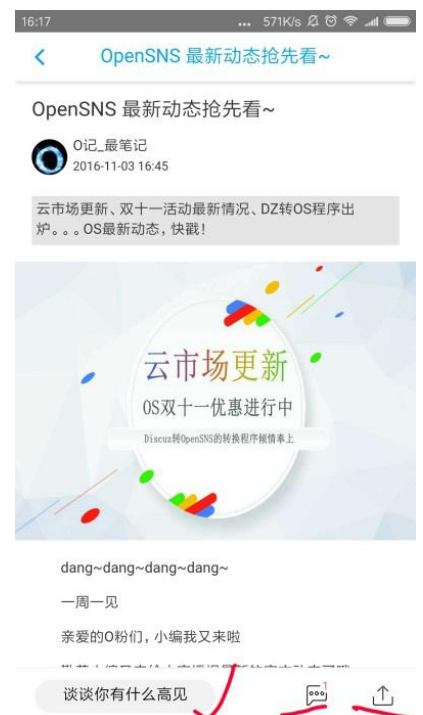 16:17
... 571K/s
OpenSNS 最新动态抢先看~
OpenSNS 最新动态抢先看~
O记_最笔记
2016-11-03 16:45
云市场更新、双十一活动最新情况、DZ转OS程序出
炉。。。OS最新动态，快戳！
云市场更新
OS双十一优惠进行中
Discuz转OpenSNS的转换程序倾情奉上
dang~dang~dang~dang~
一周一见
亲爱的O粉们，小编我又来啦
谈谈你有什么高见
1